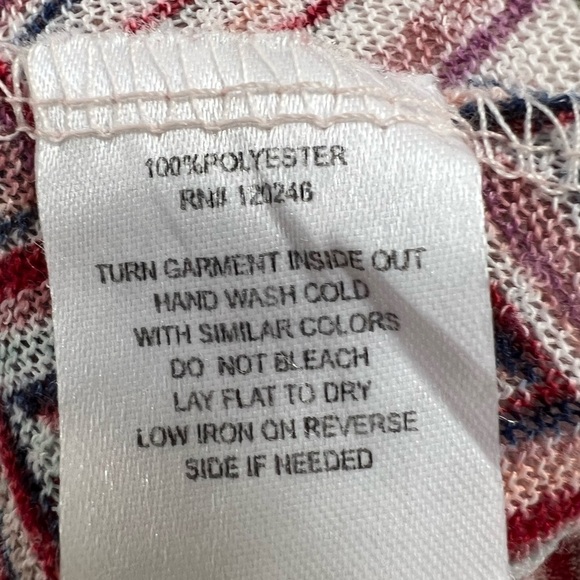 100%POLYESTER
RN# 120246
TURN GARMENT INSIDE OUT
HAND WASH COLD
WITH SIMILAR COLORS
DO NOT BLEACH
LAY FLAT TO DRY
LOW IRON ON REVERSE
SIDE IF NEEDED